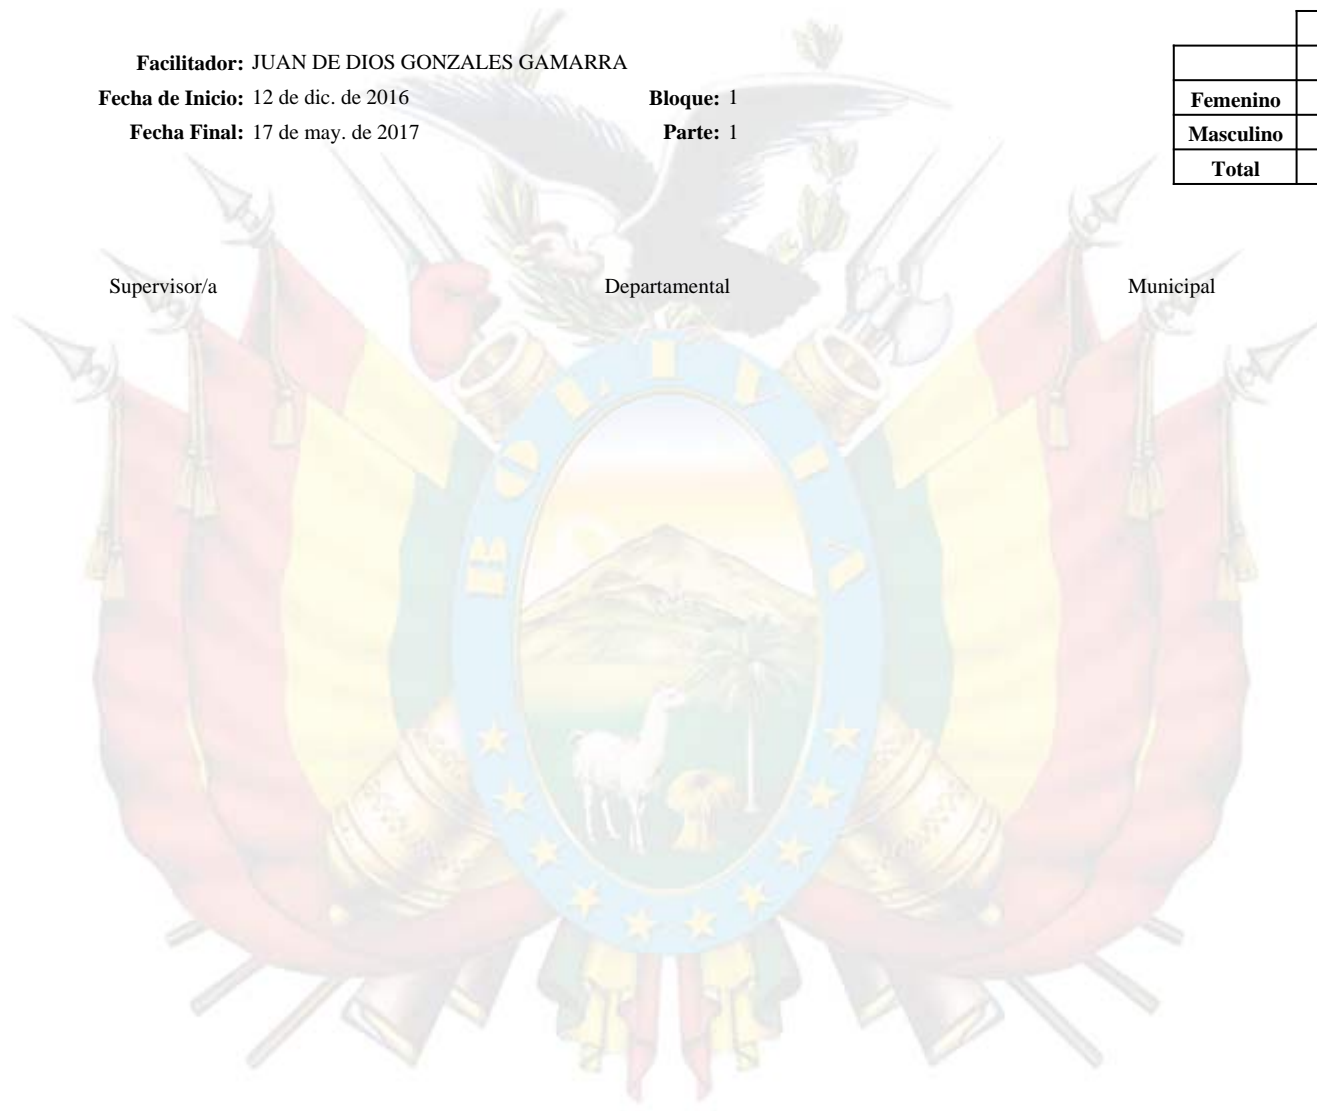 Facilitador: JUAN DE DIOS GONZALES GAMARRA
Fecha de Inicio: 12 de dic. de 2016 Bloque: 1
Femenino
Fecha Final: 17 de may. de 2017 Parte: 1
Masculino
Total
Supervisor/a Departamental Municipal
BOLIVIA